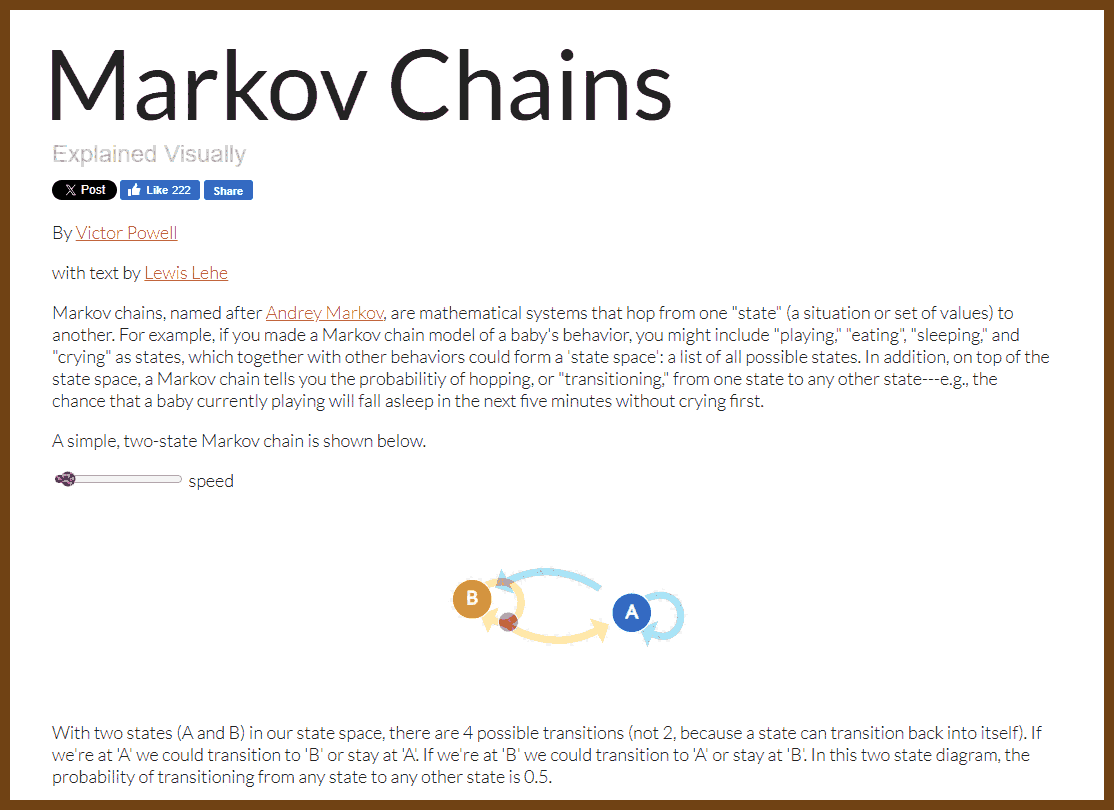 Markov Chains
Explained Visually
Post Like 222 Share
By Victor Powell
with text by Lewis Lehe
Markov chains, named after Andrey Markov, are mathematical systems that hop from one "state" (a situation or set of values) to
another. For example, if you made a Markov chain model of a baby's behavior, you might include "playing," "eating", "sleeping," and
"crying" as states, which together with other behaviors could form a 'state space': a list of all possible states. In addition, on top of the
state space, a Markov chain tells you the probabilitiy of hopping, or "transitioning," from one state to any other state---e.g., the
chance that a baby currently playing will fall asleep in the next five minutes without crying first.
A simple, two-state Markov chain is shown below.
speed
B
A
With two states (A and B) in our state space, there are 4 possible transitions (not 2, because a state can transition back into itself). If
we're at 'A' we could transition to 'B' or stay at 'A'. If we're at 'B' we could transition to 'A' or stay at 'B'. In this two state diagram, the
probability of transitioning from any state to any other state is 0.5.